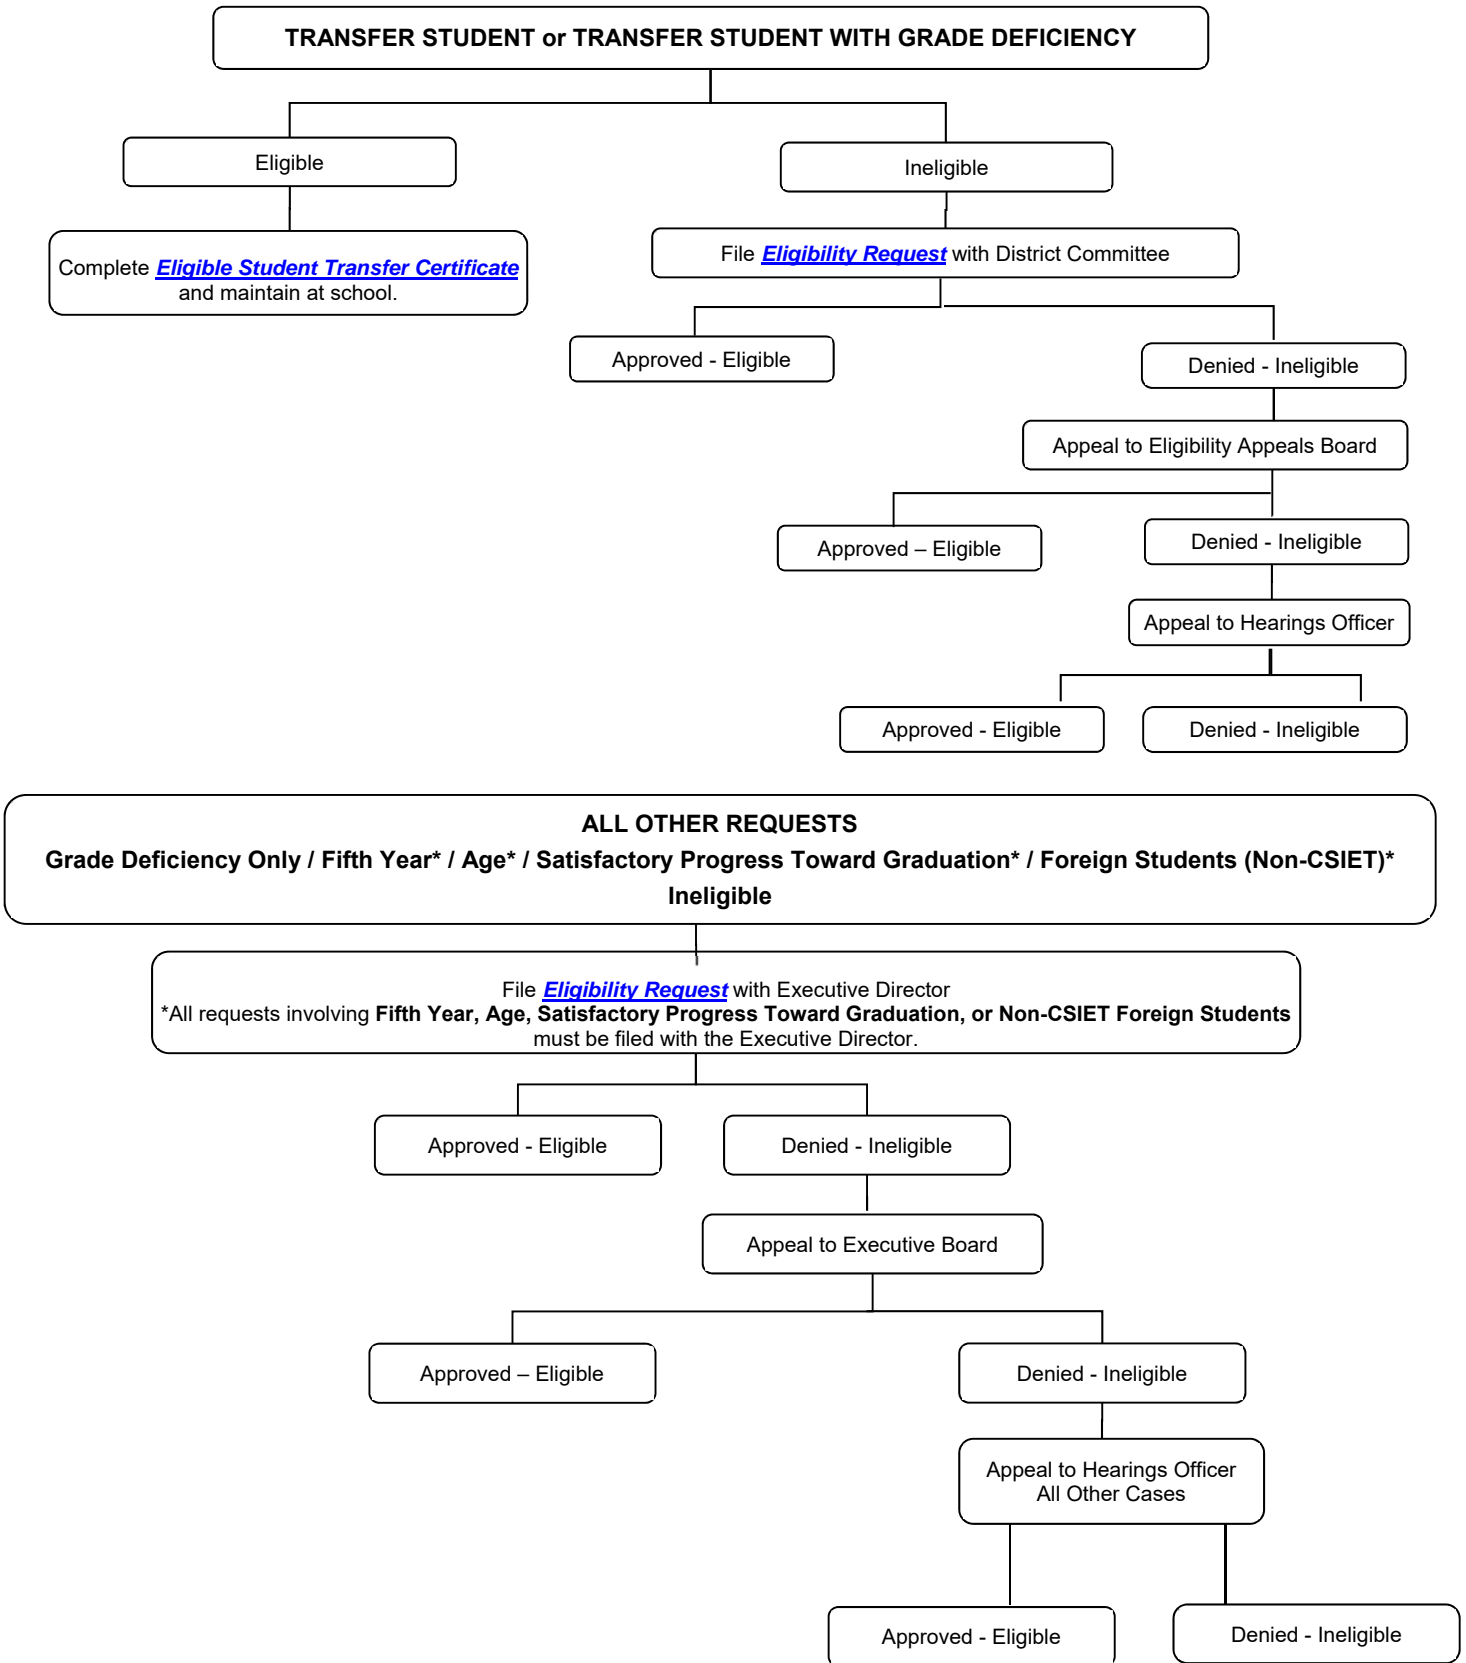 TRANSFER STUDENT or TRANSFER STUDENT WITH GRADE DEFICIENCY
Eligible
Ineligible
Complete Eligible Student Transfer Certificate
and maintain at school.
File Eligibility Request with District Committee
Approved - Eligible
Denied - Ineligible
Appeal to Eligibility Appeals Board
Approved – Eligible
Denied - Ineligible
Appeal to Hearings Officer
Approved - Eligible
Denied - Ineligible
ALL OTHER REQUESTS
Grade Deficiency Only / Fifth Year* / Age* / Satisfactory Progress Toward Graduation* / Foreign Students (Non-CSIET)*
Ineligible
File Eligibility Request with Executive Director
*All requests involving Fifth Year, Age, Satisfactory Progress Toward Graduation, or Non-CSIET Foreign Students
must be filed with the Executive Director.
Approved - Eligible
Denied - Ineligible
Appeal to Executive Board
Approved – Eligible
Denied - Ineligible
Appeal to Hearings Officer
All Other Cases
Approved - Eligible
Denied - Ineligible